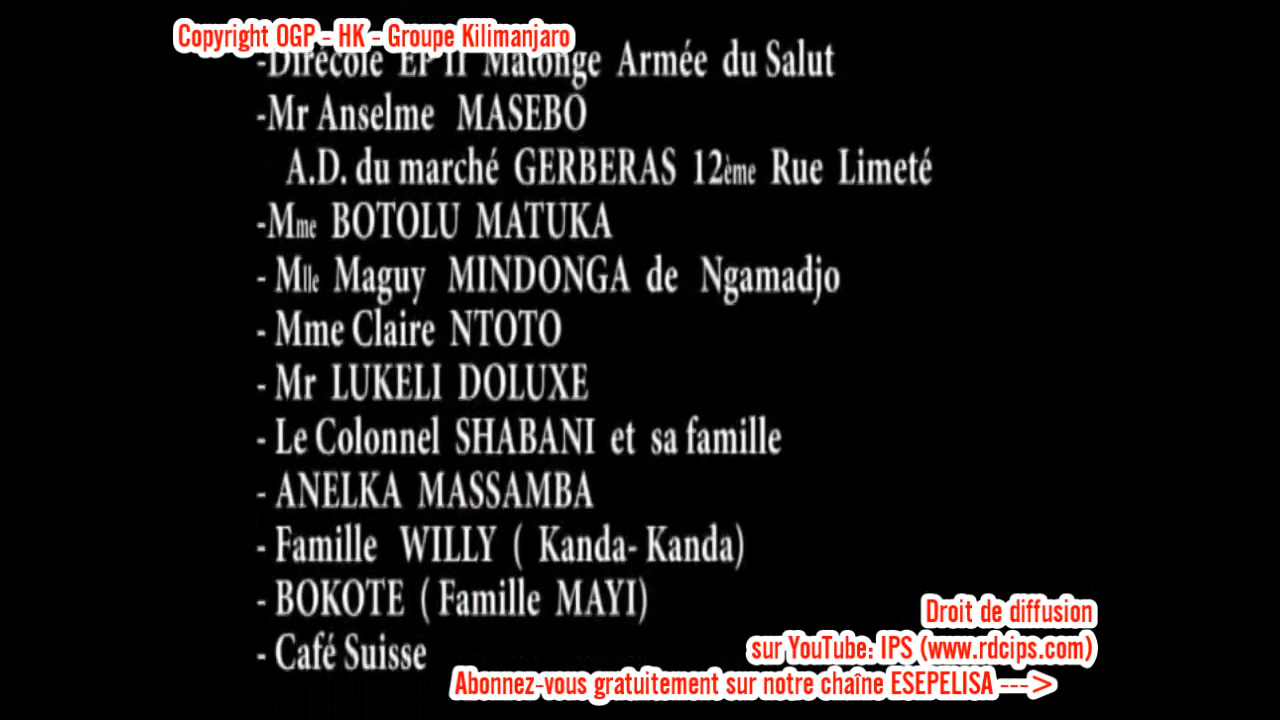 Copyright OGP - HK - Groupe Kilimanjaro
-Dirécole EP II Matonge Armée du Salut
-Mr Anselme MASEBO
A.D. du marché GERBERAS 12ème Rue Limeté
-Mme BOTOLU MATUKA
- Mlle Maguy MINDONGA de Ngamadjo
- Mme Claire NTOTO
- Mr LUKELI DOLUXE
- Le Colonnel SHABANI et sa famille
- ANELKA MASSAMBA
- Famille WILLY ( Kanda- Kanda)
- BOKOTE ( Famille MAYI)
- Café Suisse
Droit de diffusion
sur YouTube: IPS (www.rdcips.com)
Abonnez-vous gratuitement sur notre chaîne ESEPELISA --->